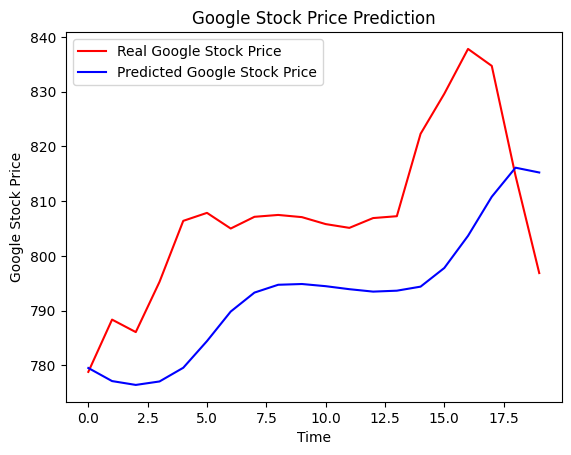 Google Stock Price Prediction
Real Google Stock Price
Predicted Google Stock Price
Google Stock Price
840
830
820
810
800
790
780
0.0 2.5 5.0 7.5 10.0 12.5 15.0 17.5
Time